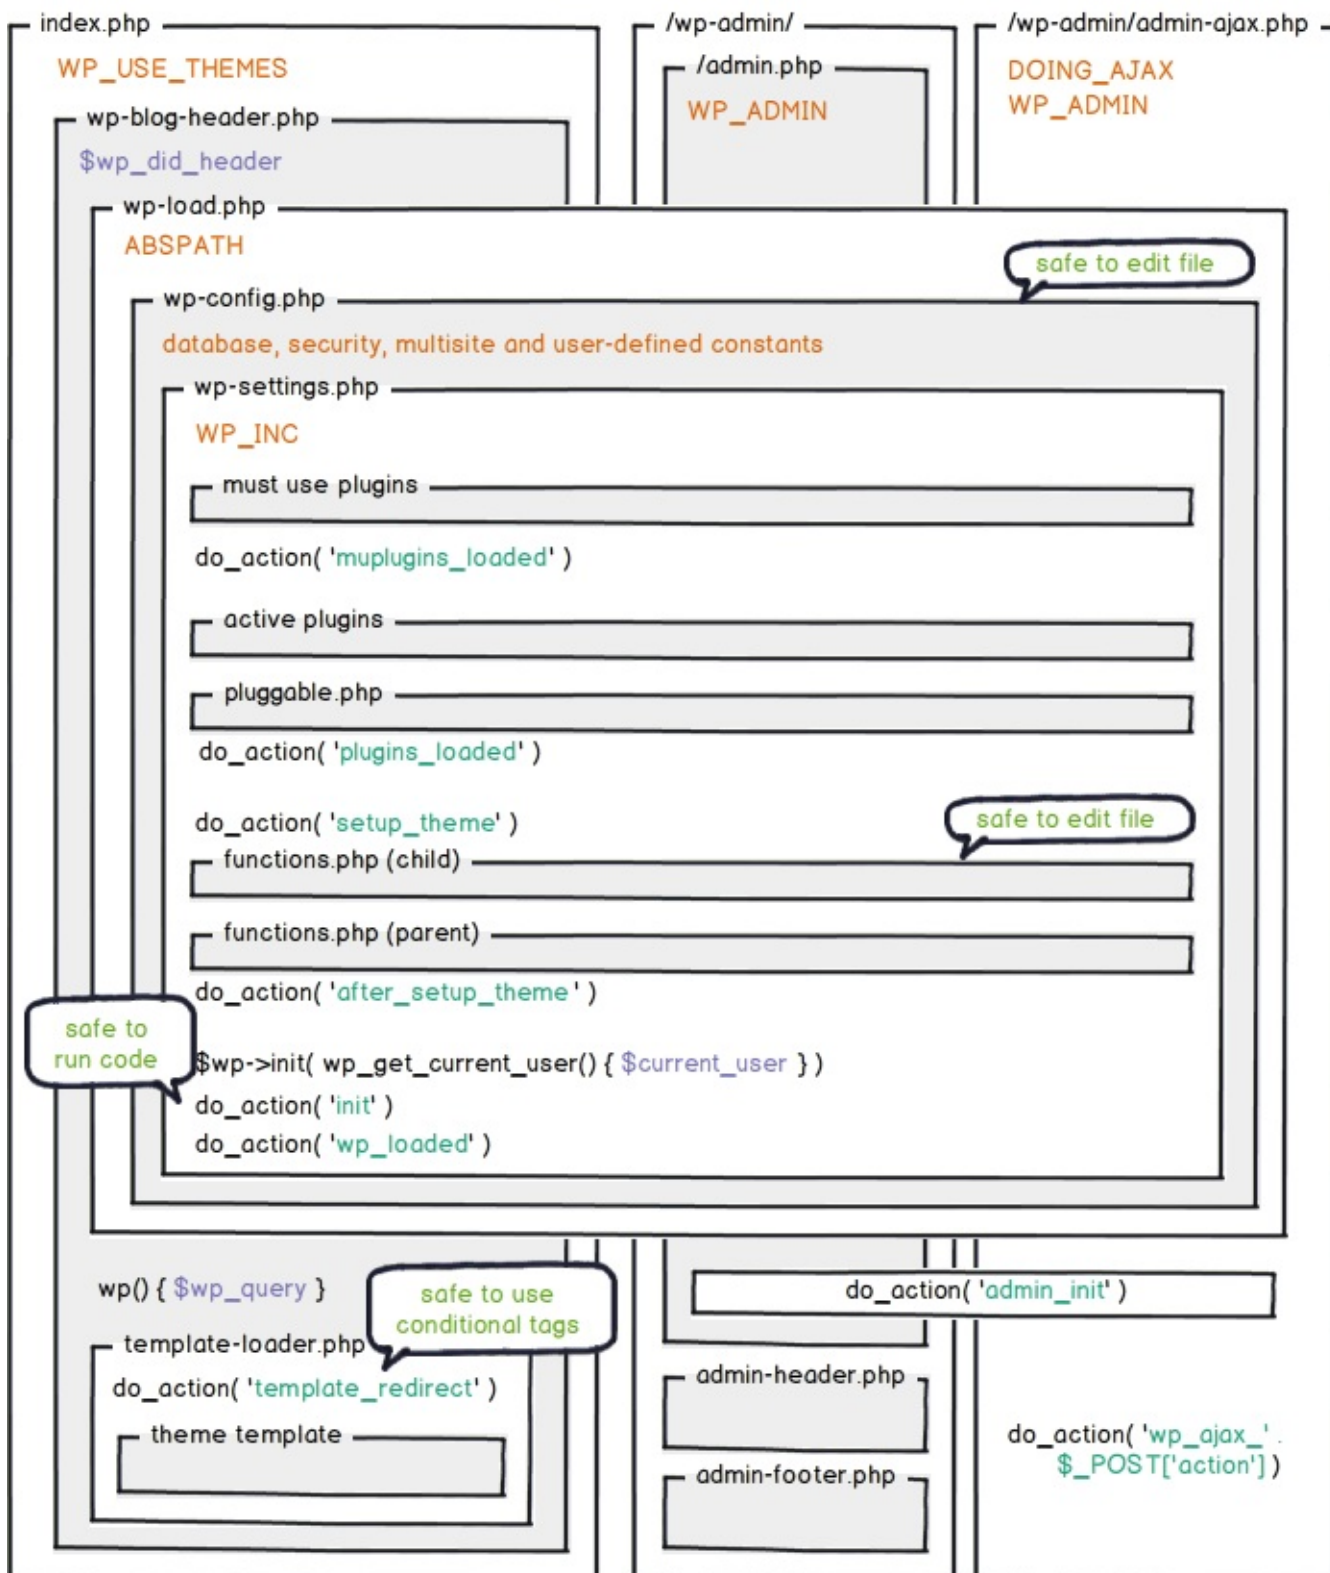 index.php
/wp-admin/
/wp-admin/admin-ajax.php
WP_USE_THEMES
/admin.php
DOING_AJAX
WP_ADMIN
WP_ADMIN
wp-blog-header.php
$wp_did_header
wp-load.php
ABSPATH
safe to edit file
wp-config.php
database, security, multisite and user-defined constants
wp-settings.php
WP_INC
must use plugins
do_action( 'muplugins_loaded' )
active plugins
pluggable.php
do_action( 'plugins_loaded' )
do_action( 'setup_theme' )
safe to edit file
functions.php (child)
functions.php (parent)
do_action( 'after_setup_theme' )
safe to
run code
$wp->init( wp_get_current_user() { $current_user } )
do_action( 'init' )
do_action( 'wp_loaded' )
wp() { $wp_query }
safe to use
conditional tags
do_action( 'admin_init' )
template-loader.php
do_action( 'template_redirect' )
theme template
admin-header.php
admin-footer.php
do_action( 'wp_ajax_' .
$_POST['action'] )